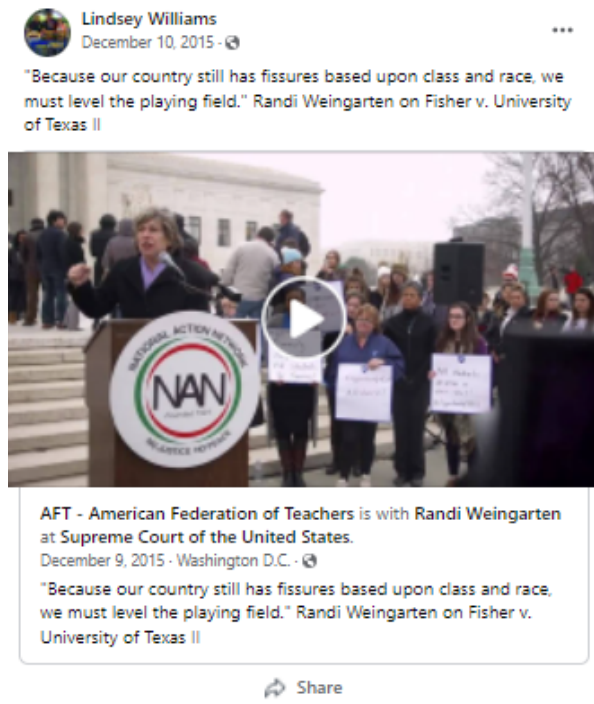 Lindsey Williams
December 10, 2015 ·
"Because our country still has fissures based upon class and race, we
must level the playing field." Randi Weingarten on Fisher v. University
of Texas II
NATIONAL ACTION NETWORK
NAN
AFT - American Federation of Teachers is with Randi Weingarten
at Supreme Court of the United States.
December 9, 2015 · Washington D.C. ·
"Because our country still has fissures based upon class and race,
we must level the playing field." Randi Weingarten on Fisher v.
University of Texas II
Share